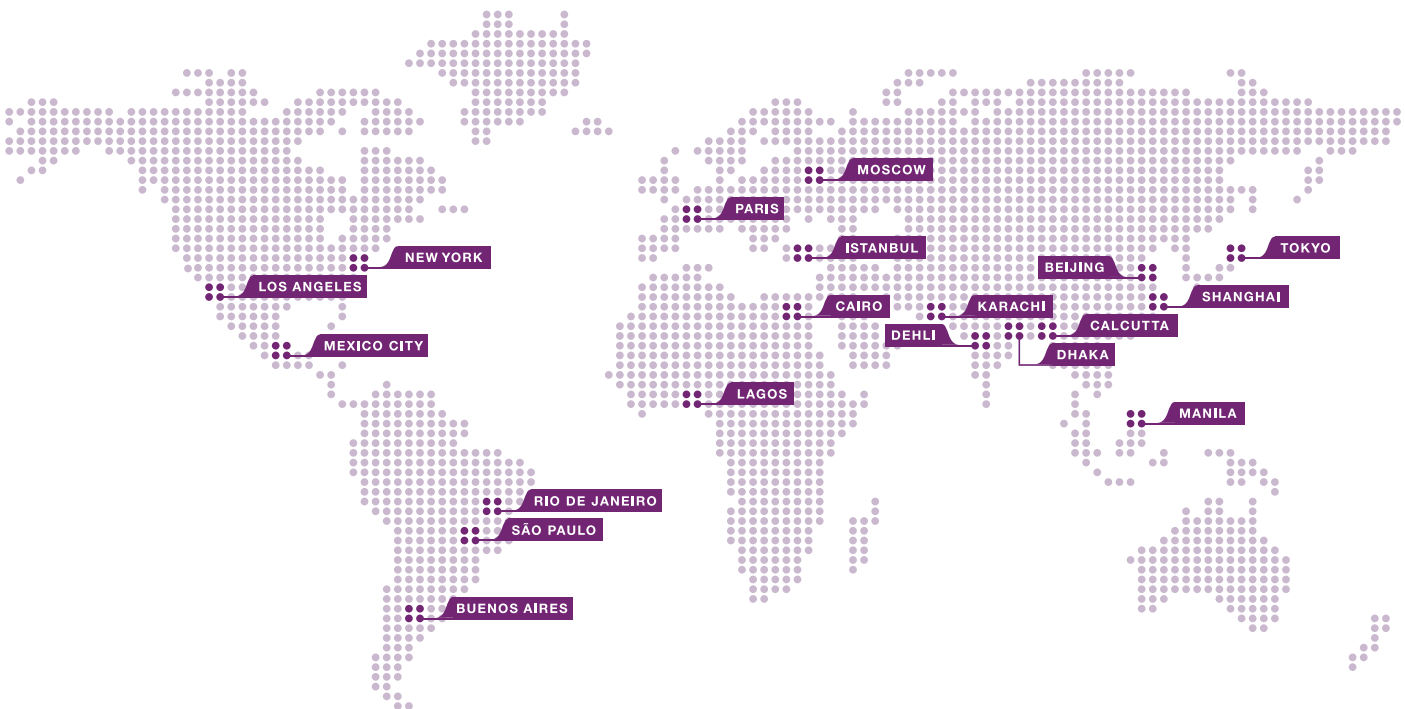 MOSCOW
PARIS
NEW YORK
ISTANBUL
TOKYO
BEIJING
LOS ANGELES
SHANGHAI
CAIRO
KARACHI
CALCUTTA
DEHLI
MEXICO CITY
DHAKA
LAGOS
MANILA
RIO DE JANEIRO
SÃO PAULO
BUENOS AIRES